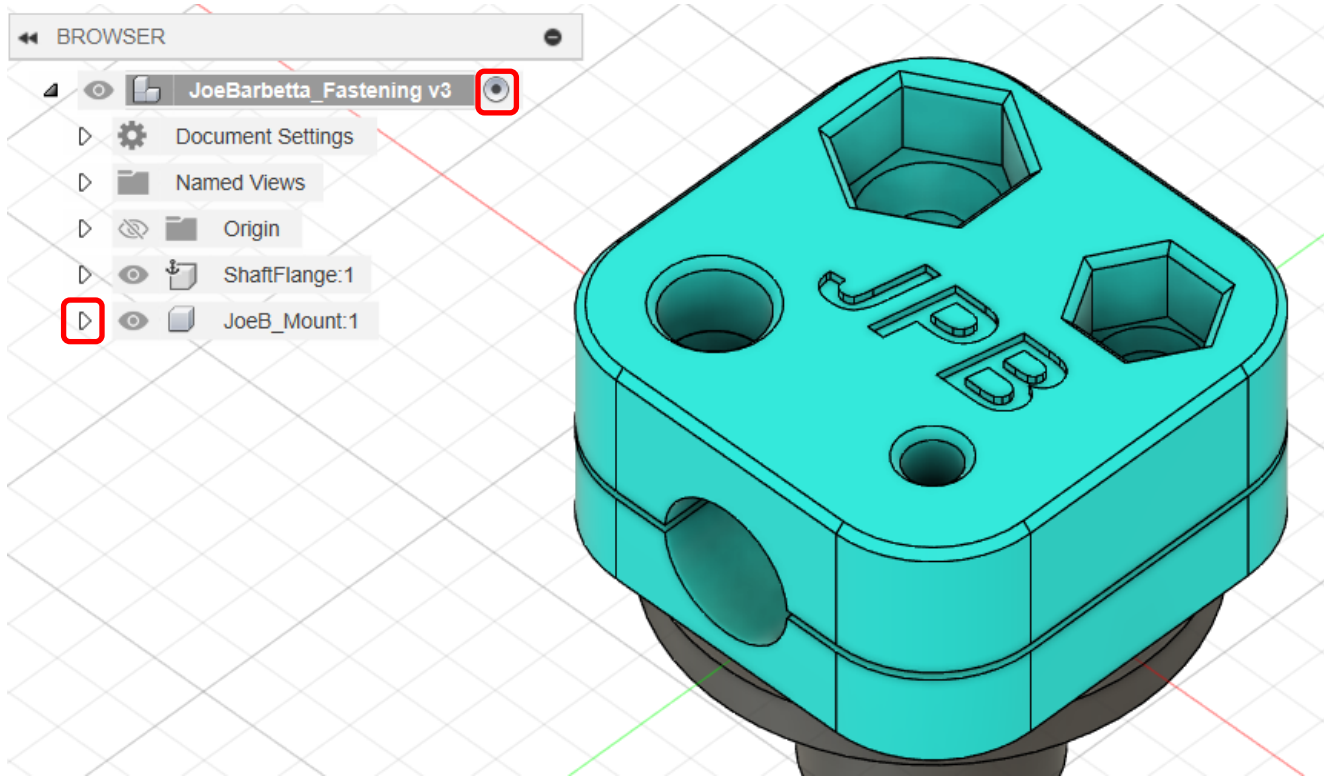 BROWSER
JoeBarbetta_Fastening v3
Document Settings
Named Views
Origin
ShaftFlange:1
JoeB_Mount:1
JPB